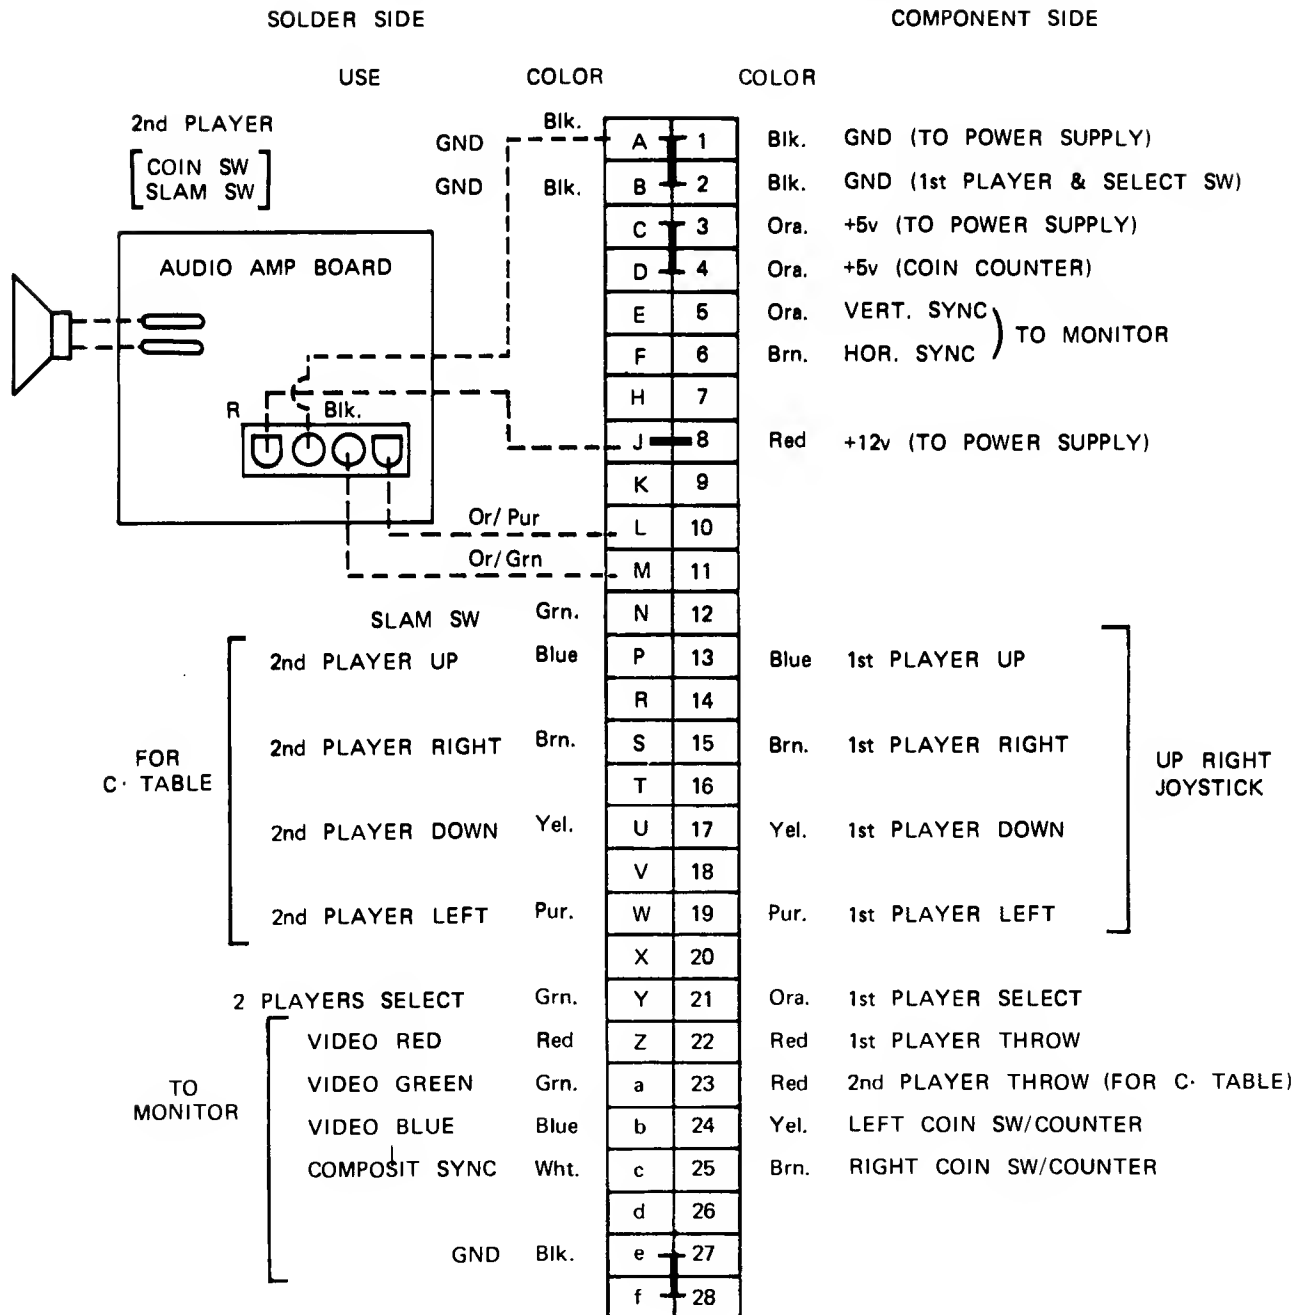 SOLDER SIDE COMPONENT SIDE
USE COLOR COLOR
2nd PLAYER
[COIN SW
SLAM SW]
GND Blk. A 1 Blk. GND (TO POWER SUPPLY)
GND Blk. B 2 Blk. GND (1st PLAYER & SELECT SW)
C 3 Ora. +5v (TO POWER SUPPLY)
AUDIO AMP BOARD D 4 Ora. +5v (COIN COUNTER)
E 5 Ora. VERT. SYNC
F 6 Brn. HOR. SYNC ) TO MONITOR
H 7
R Blk.
J 8 Red +12v (TO POWER SUPPLY)
K 9
Or/Pur L 10
Or/Grn M 11
SLAM SW Grn. N 12
2nd PLAYER UP Blue P 13 Blue 1st PLAYER UP
R 14
2nd PLAYER RIGHT Brn. S 15 Brn. 1st PLAYER RIGHT
FOR
C· TABLE
UP RIGHT
JOYSTICK
T 16
2nd PLAYER DOWN Yel. U 17 Yel. 1st PLAYER DOWN
V 18
2nd PLAYER LEFT Pur. W 19 Pur. 1st PLAYER LEFT
X 20
2 PLAYERS SELECT Grn. Y 21 Ora. 1st PLAYER SELECT
VIDEO RED Red Z 22 Red 1st PLAYER THROW
TO
MONITOR
VIDEO GREEN Grn. a 23 Red 2nd PLAYER THROW (FOR C· TABLE)
VIDEO BLUE Blue b 24 Yel. LEFT COIN SW/COUNTER
COMPOSIT SYNC Wht. c 25 Brn. RIGHT COIN SW/COUNTER
d 26
GND Blk. e 27
f 28